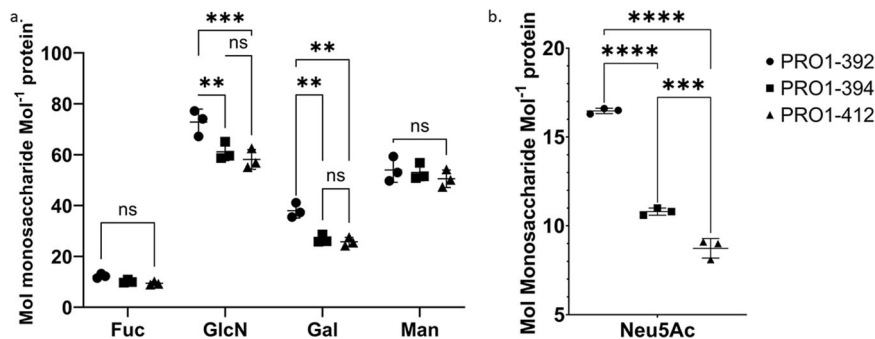 a.
Mol monosaccharide Mol⁻¹ protein
100
80
60
40
20
0
***
ns
**
**
ns
**
ns
ns
Fuc GlcN Gal Man
b.
Mol Monosaccharide Mol⁻¹ protein
20
15
10
5
****
****
***
Neu5Ac
PRO1-392
PRO1-394
PRO1-412